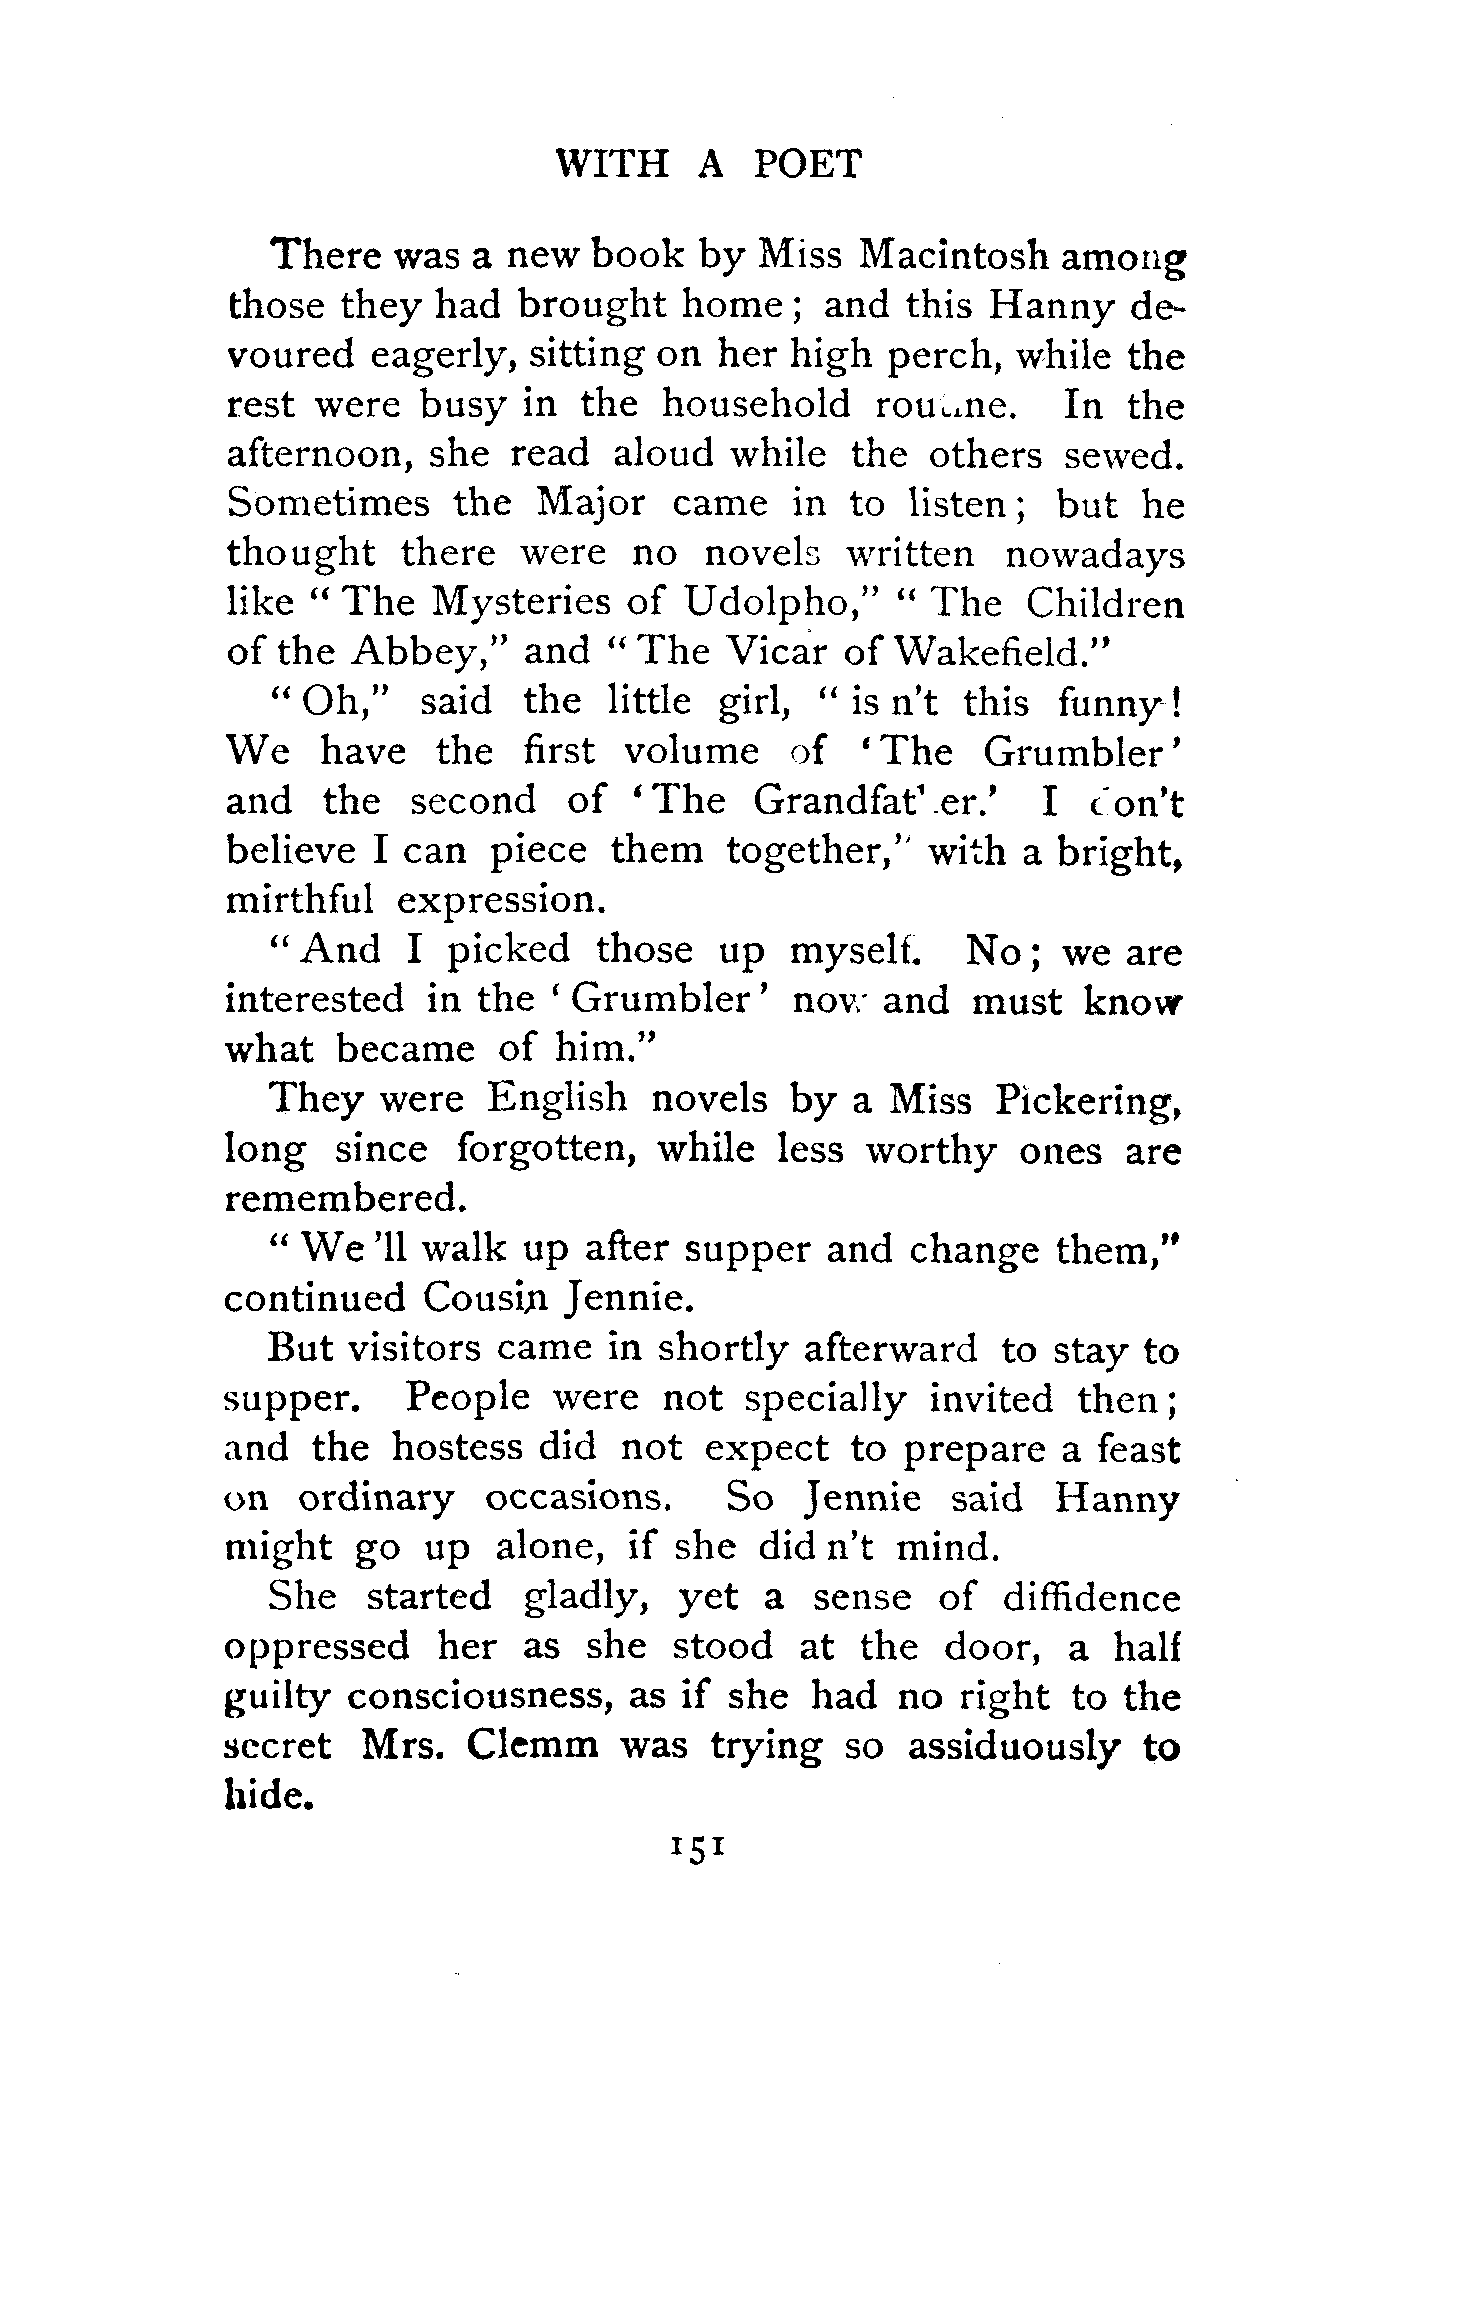 WITH A POET
There was a new book by Miss Macintosh among
those they had brought home; and this Hanny de-
voured eagerly, sitting on her high perch, while the
rest were busy in the household routine. In the
afternoon, she read aloud while the others sewed.
Sometimes the Major came in to listen; but he
thought there were no novels written nowadays
like "The Mysteries of Udolpho," "The Children
of the Abbey," and "The Vicar of Wakefield."
"Oh," said the little girl, "is n't this funny!
We have the first volume of 'The Grumbler'
and the second of 'The Grandfather.' I don't
believe I can piece them together," with a bright,
mirthful expression.
"And I picked those up myself. No; we are
interested in the 'Grumbler' now and must know
what became of him."
They were English novels by a Miss Pickering,
long since forgotten, while less worthy ones are
remembered.
"We 'll walk up after supper and change them,"
continued Cousin Jennie.
But visitors came in shortly afterward to stay to
supper. People were not specially invited then;
and the hostess did not expect to prepare a feast
on ordinary occasions. So Jennie said Hanny
might go up alone, if she did n't mind.
She started gladly, yet a sense of diffidence
oppressed her as she stood at the door, a half
guilty consciousness, as if she had no right to the
secret Mrs. Clemm was trying so assiduously to
hide.
151